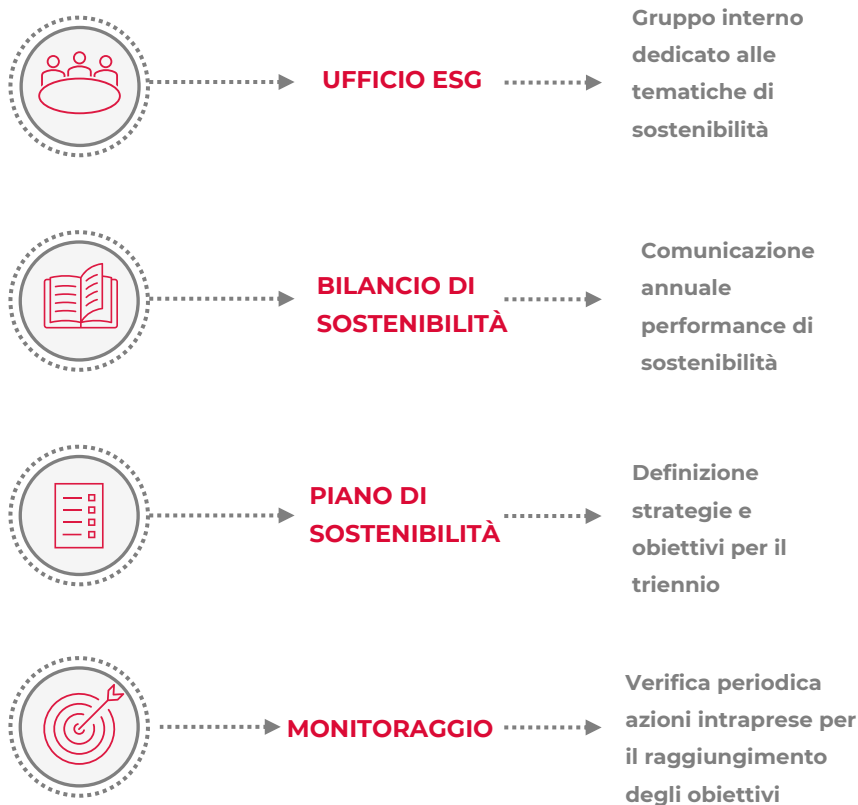 UFFICIO ESG
Gruppo interno
dedicato alle
tematiche di
sostenibilità
BILANCIO DI
SOSTENIBILITÀ
Comunicazione
annuale
performance di
sostenibilità
PIANO DI
SOSTENIBILITÀ
Definizione
strategie e
obiettivi per il
triennio
MONITORAGGIO
Verifica periodica
azioni intraprese per
il raggiungimento
degli obiettivi